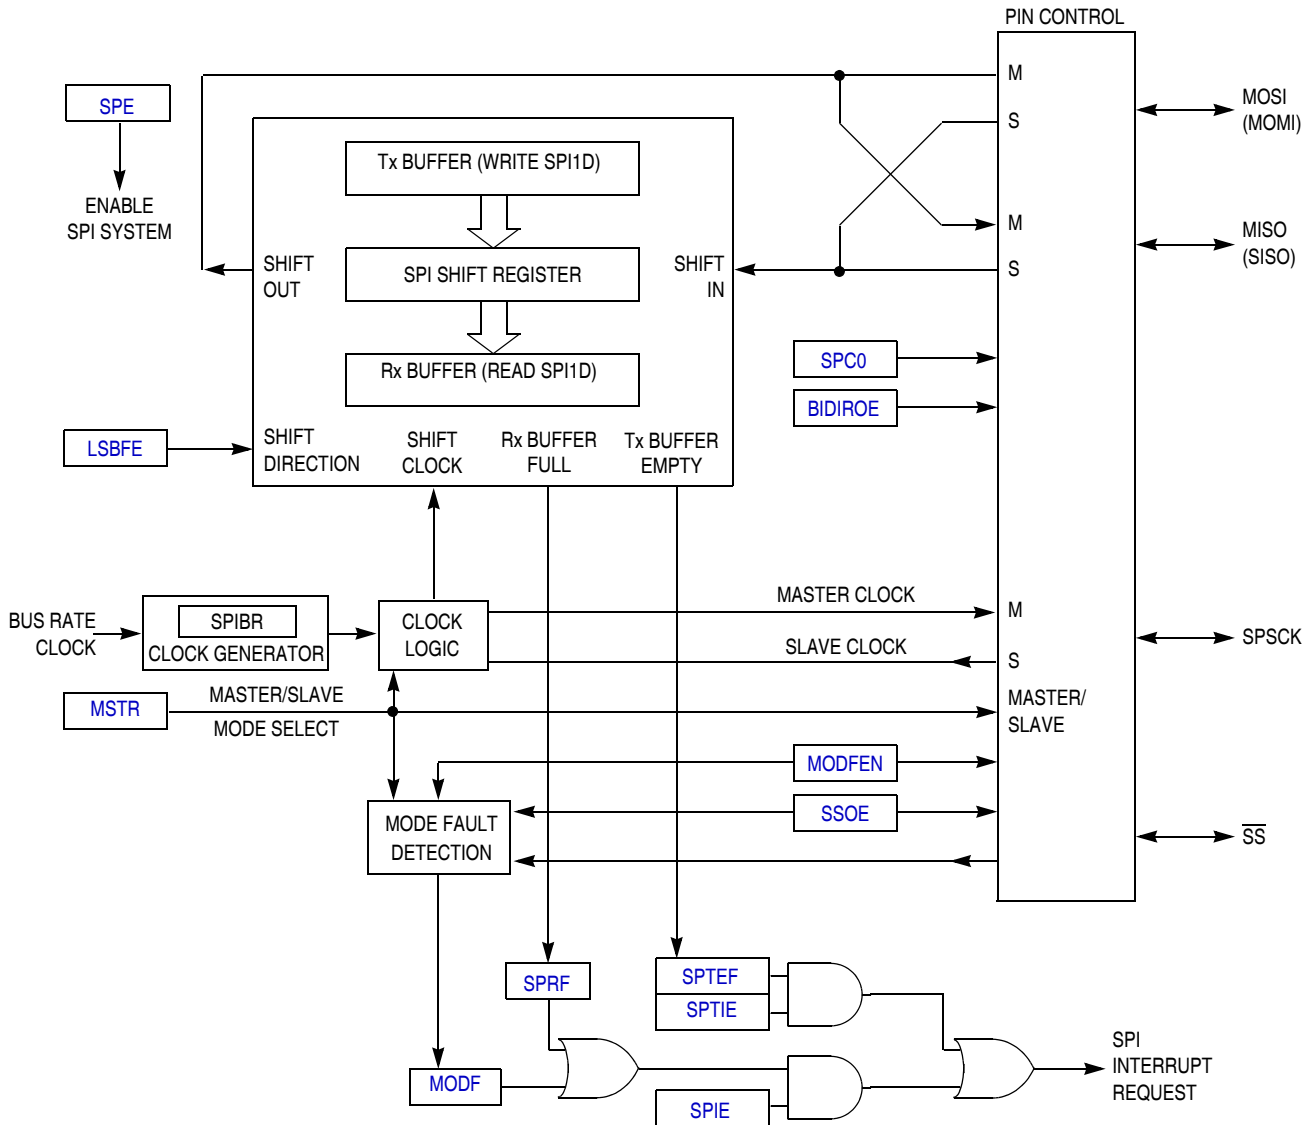 PIN CONTROL
M
SPE
MOSI
(MOMI)
S
Tx BUFFER (WRITE SPI1D)
ENABLE
SPI SYSTEM
M
MISO
(SISO)
SHIFT
OUT
SPI SHIFT REGISTER
SHIFT
IN
S
SPC0
Rx BUFFER (READ SPI1D)
BIDIROE
LSBFE
SHIFT
DIRECTION
SHIFT
CLOCK
Rx BUFFER
FULL
Tx BUFFER
EMPTY
MASTER CLOCK
M
BUS RATE
CLOCK
SPIBR
CLOCK GENERATOR
CLOCK
LOGIC
SPSCK
SLAVE CLOCK
S
MSTR
MASTER/SLAVE
MODE SELECT
MASTER/
SLAVE
MODFEN
SSOE
MODE FAULT
DETECTION
SS
SPRF
SPTEF
SPTIE
SPI
INTERRUPT
REQUEST
MODF
SPIE